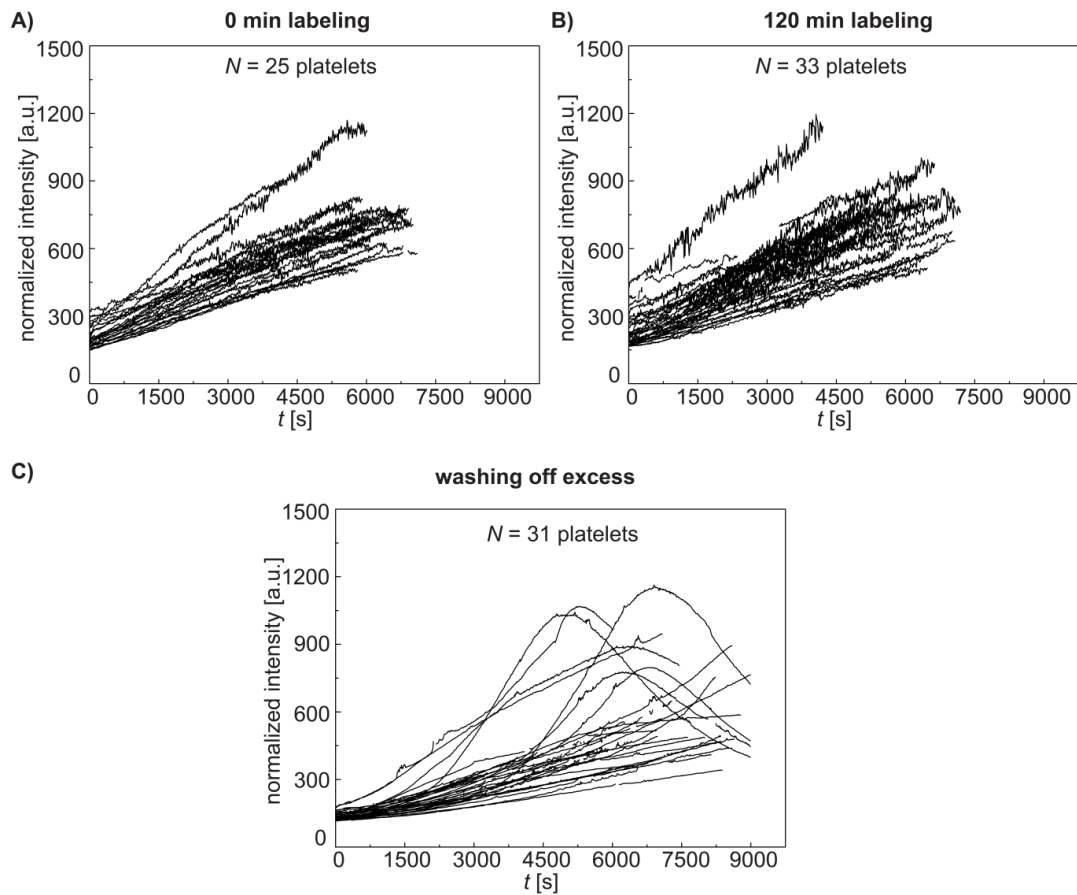 A)
0 min labeling
N = 25 platelets
normalized intensity [a.u.]
1500
1200
900
600
300
0
0 1500 3000 4500 6000 7500 9000
t [s]
B)
120 min labeling
N = 33 platelets
normalized intensity [a.u.]
1500
1200
900
600
300
0
0 1500 3000 4500 6000 7500 9000
t [s]
C)
washing off excess
N = 31 platelets
normalized intensity [a.u.]
1500
1200
900
600
300
0
0 1500 3000 4500 6000 7500 9000
t [s]